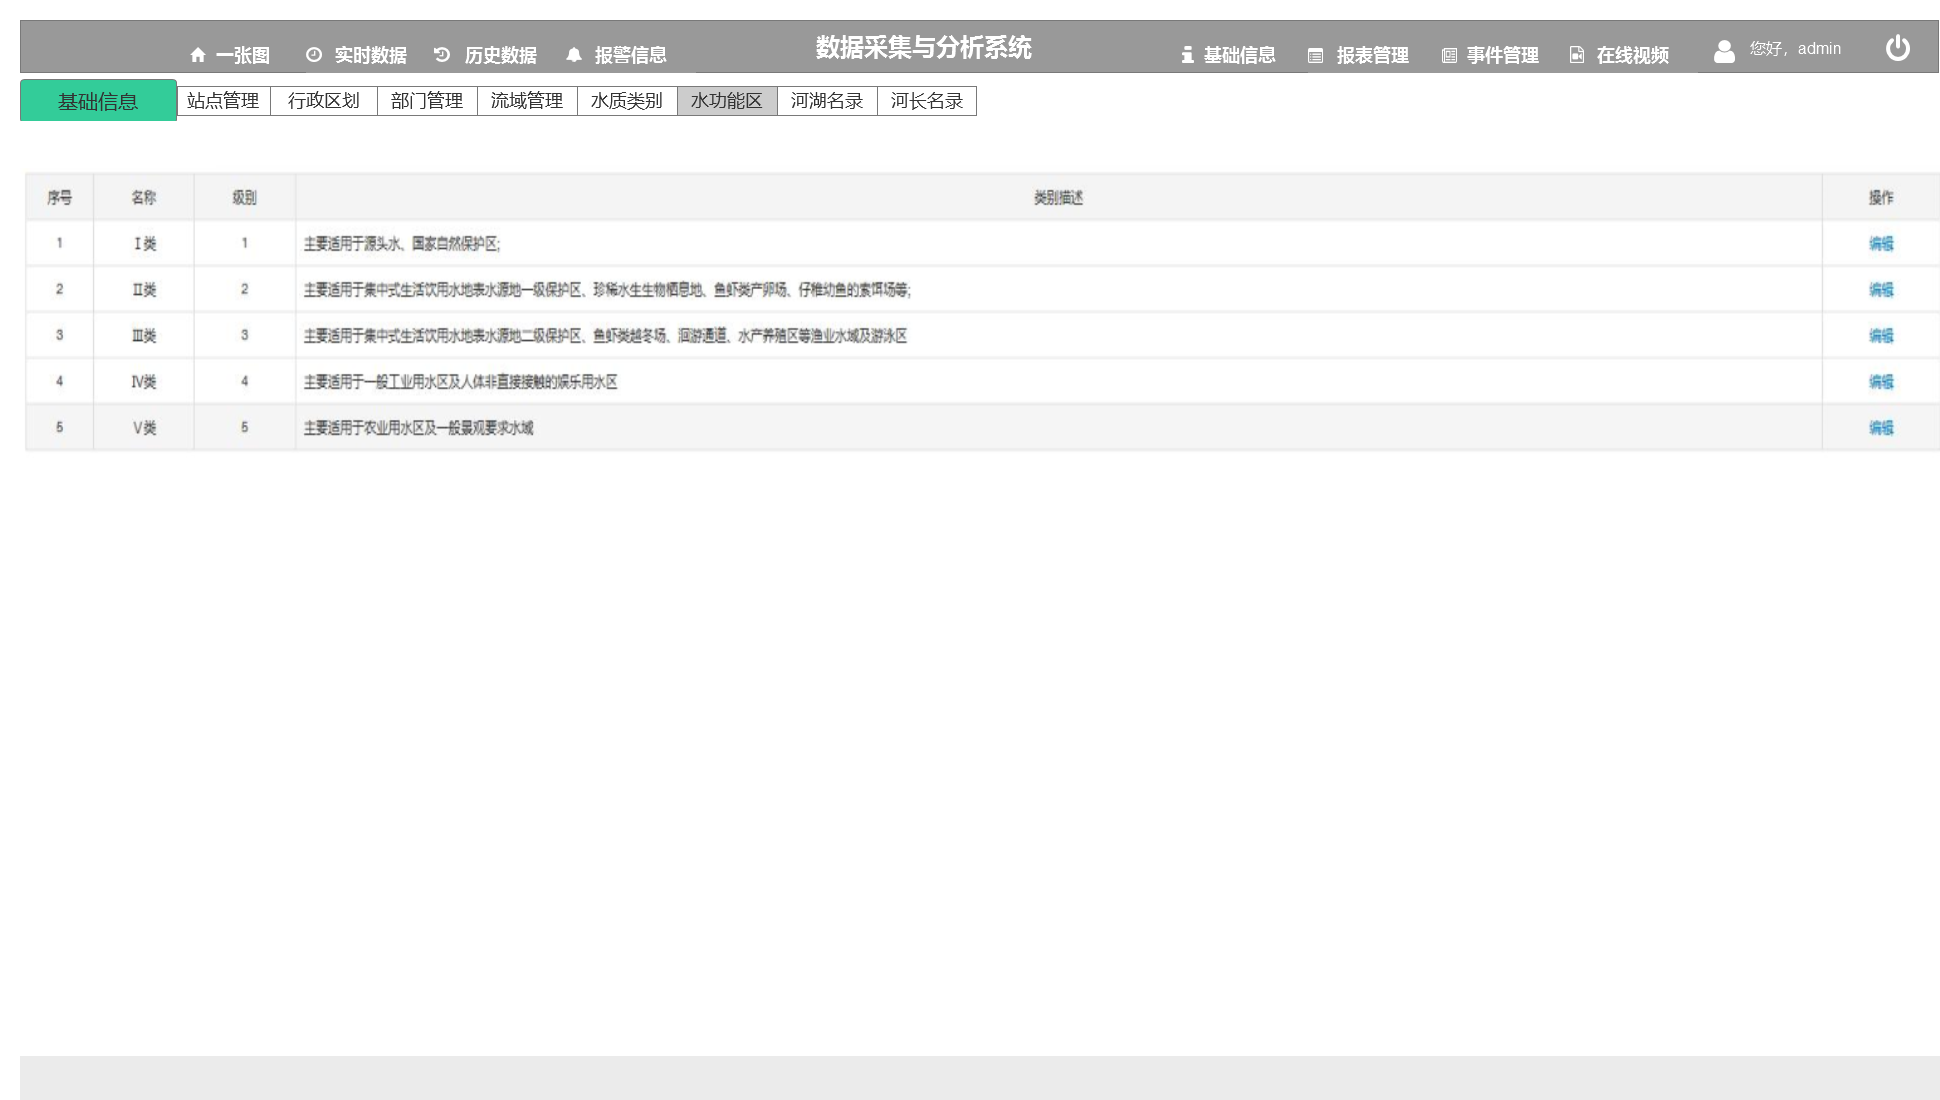 一张图 实时数据 历史数据 报警信息 数据采集与分析系统 基础信息 报表管理 事件管理 在线视频 您好，admin
基础信息 站点管理 行政区划 部门管理 流域管理 水质类别 水功能区 河湖名录 河长名录
序号 名称 级别 类别描述 操作
1 Ⅰ类 1 主要适用于源头水、国家自然保护区; 编辑
2 Ⅱ类 2 主要适用于集中式生活饮用水地表水源地一级保护区、珍稀水生生物栖息地、鱼虾类产卵场、仔稚幼鱼的索饵场等; 编辑
3 Ⅲ类 3 主要适用于集中式生活饮用水地表水源地二级保护区、鱼虾类越冬场、洄游通道、水产养殖区等渔业水域及游泳区 编辑
4 Ⅳ类 4 主要适用于一般工业用水区及人体非直接接触的娱乐用水区 编辑
5 Ⅴ类 5 主要适用于农业用水区及一般景观要求水域 编辑